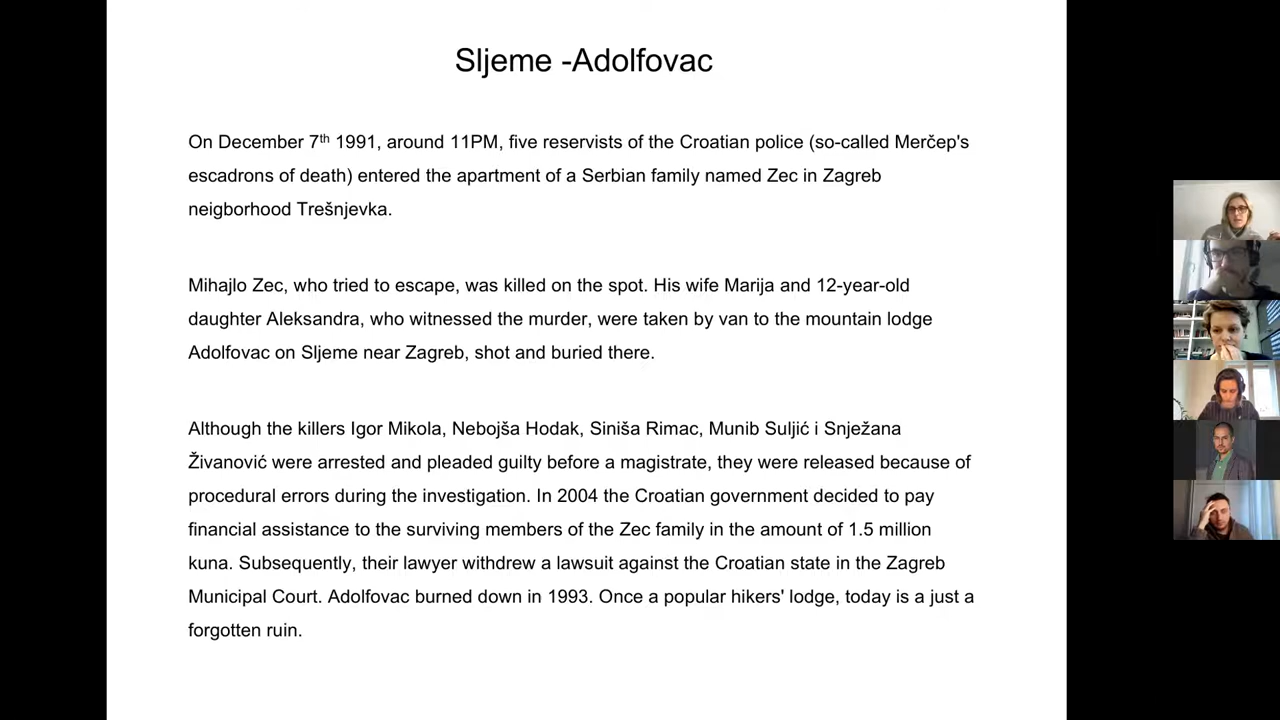 Sljeme -Adolfovac
On December 7th 1991, around 11PM, five reservists of the Croatian police (so-called Merčep's
escadrons of death) entered the apartment of a Serbian family named Zec in Zagreb
neigborhood Trešnjevka.
Mihajlo Zec, who tried to escape, was killed on the spot. His wife Marija and 12-year-old
daughter Aleksandra, who witnessed the murder, were taken by van to the mountain lodge
Adolfovac on Sljeme near Zagreb, shot and buried there.
Although the killers Igor Mikola, Nebojša Hodak, Siniša Rimac, Munib Suljić i Snježana
Živanović were arrested and pleaded guilty before a magistrate, they were released because of
procedural errors during the investigation. In 2004 the Croatian government decided to pay
financial assistance to the surviving members of the Zec family in the amount of 1.5 million
kuna. Subsequently, their lawyer withdrew a lawsuit against the Croatian state in the Zagreb
Municipal Court. Adolfovac burned down in 1993. Once a popular hikers' lodge, today is a just a
forgotten ruin.